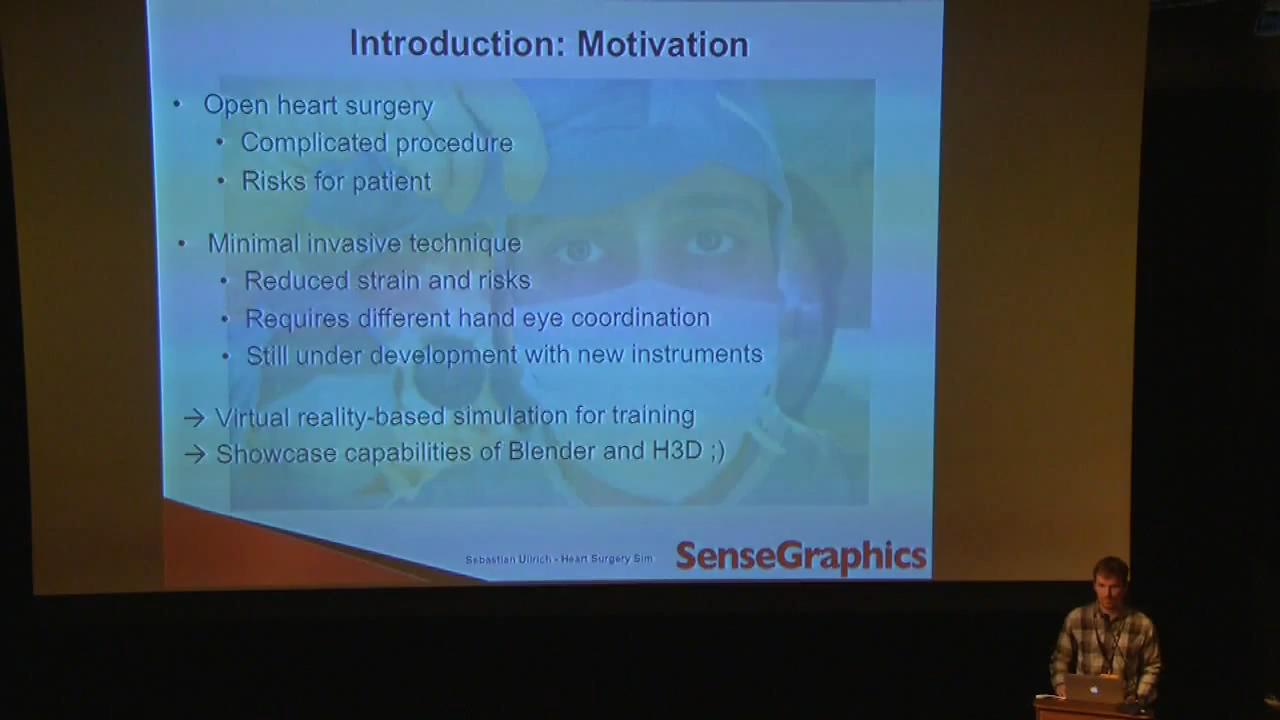 Introduction: Motivation
• Open heart surgery
• Complicated procedure
• Risks for patient
• Minimal invasive technique
• Reduced strain and risks
• Requires different hand eye coordination
• Still under development with new instruments
→ Virtual reality-based simulation for training
→ Showcase capabilities of Blender and H3D ;)
Sebastian Ullrich - Heart Surgery Sim
SenseGraphics